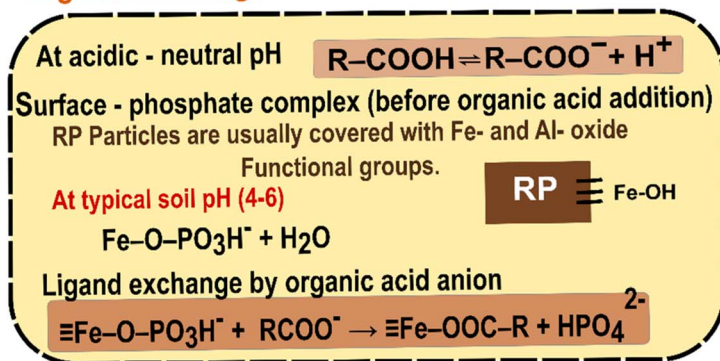 At acidic - neutral pH
R–COOH⇌R–COO⁻+ H⁺
Surface - phosphate complex (before organic acid addition)
RP Particles are usually covered with Fe- and Al- oxide
Functional groups.
At typical soil pH (4-6)
RP
Fe-OH
Fe–O–PO₃H⁻ + H₂O
Ligand exchange by organic acid anion
≡Fe–O–PO₃H⁻ + RCOO⁻ → ≡Fe–OOC–R + HPO₄²⁻